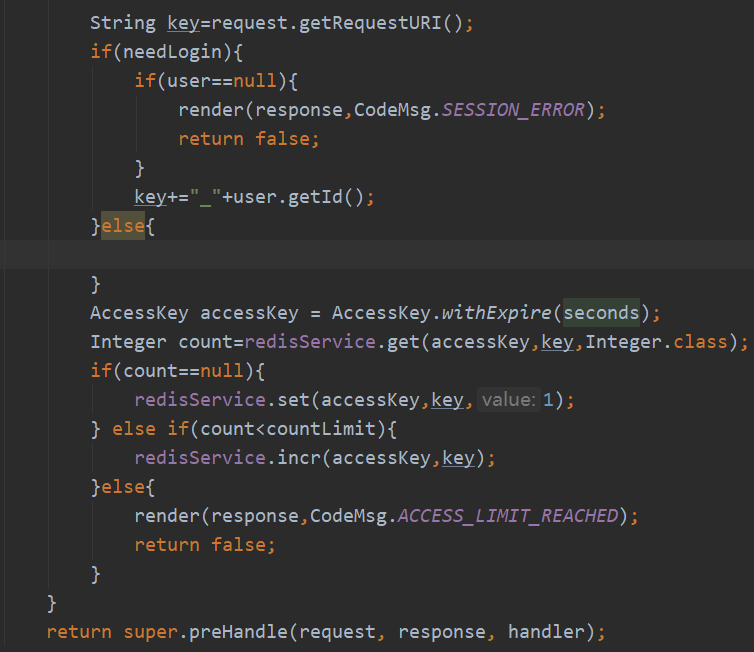 String key=request.getRequestURI();
if(needLogin){
if(user==null){
render(response,CodeMsg.SESSION_ERROR);
return false;
}
key+="_"+user.getId();
}else{
}
AccessKey accessKey = AccessKey.withExpire(seconds);
Integer count=redisService.get(accessKey,key,Integer.class);
if(count==null){
redisService.set(accessKey,key, value: 1);
} else if(count<countLimit){
redisService.incr(accessKey,key);
}else{
render(response,CodeMsg.ACCESS_LIMIT_REACHED);
return false;
}
}
return super.preHandle(request, response, handler);